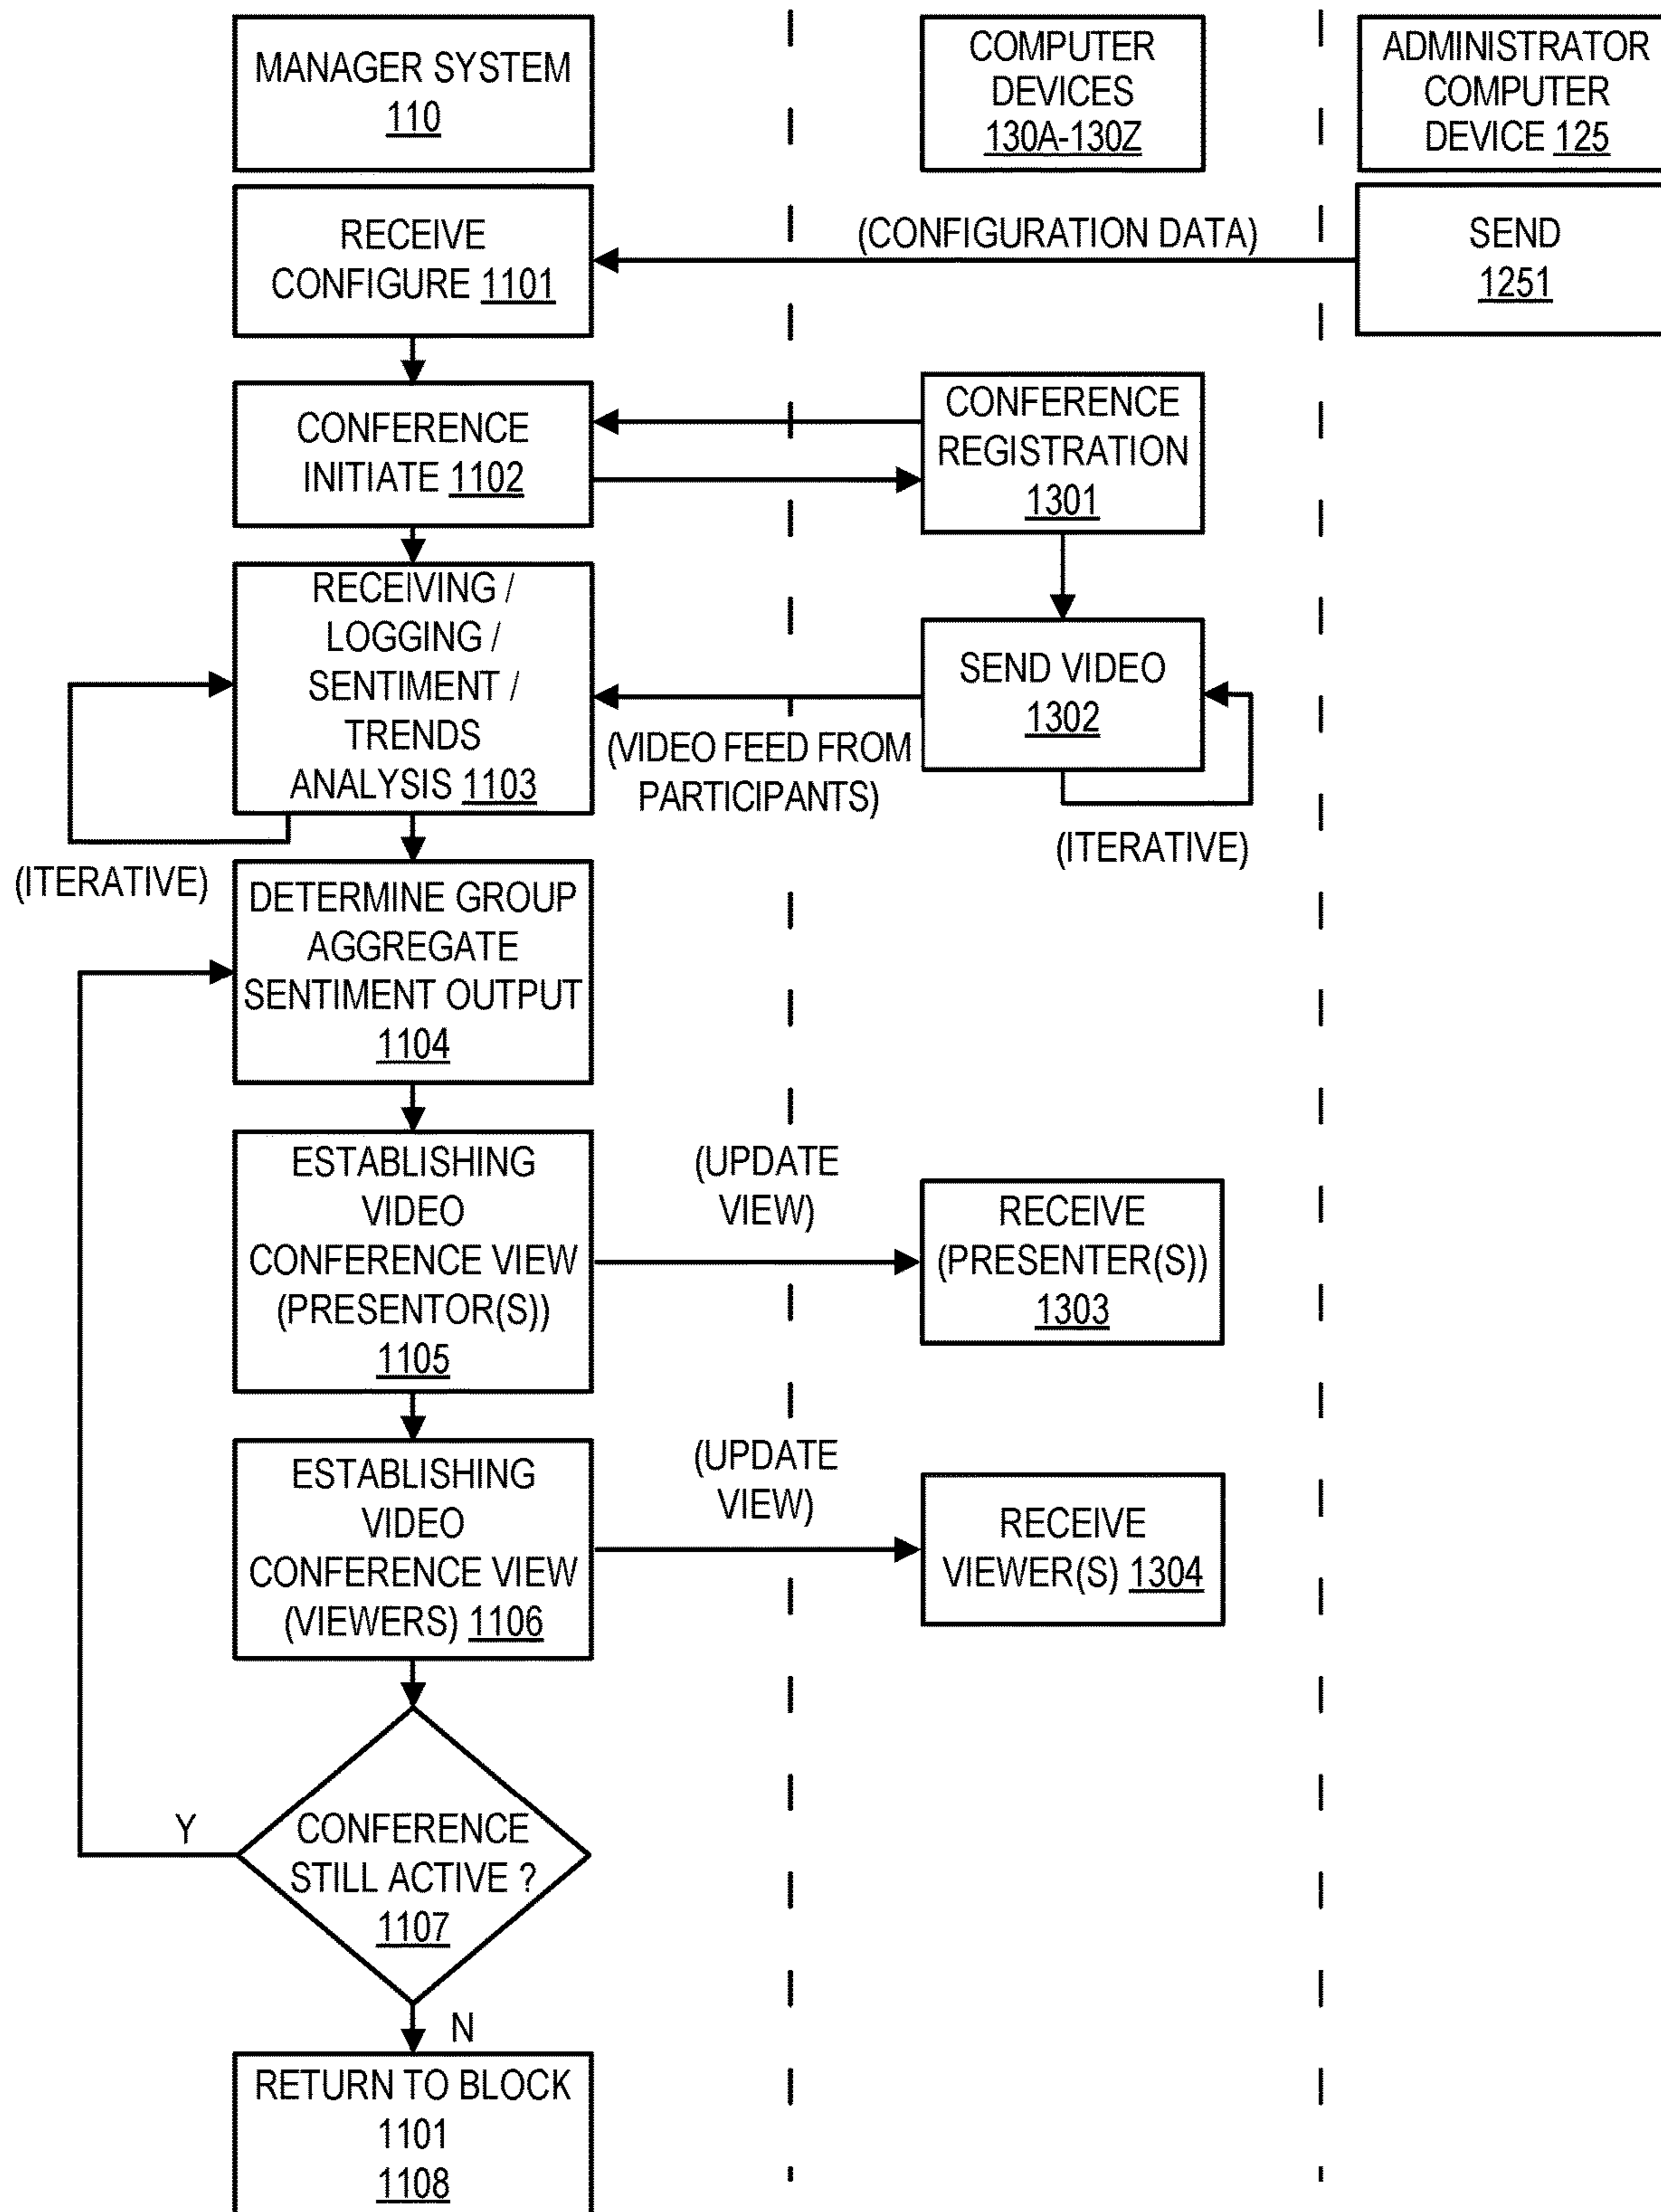 MANAGER SYSTEM
110
COMPUTER
DEVICES
130A-130Z
ADMINISTRATOR
COMPUTER
DEVICE 125
RECEIVE
CONFIGURE 1101
(CONFIGURATION DATA)
SEND
1251
CONFERENCE
INITIATE 1102
CONFERENCE
REGISTRATION
1301
RECEIVING /
LOGGING /
SENTIMENT /
TRENDS
ANALYSIS 1103
(ITERATIVE)
(VIDEO FEED FROM
PARTICIPANTS)
SEND VIDEO
1302
(ITERATIVE)
DETERMINE GROUP
AGGREGATE
SENTIMENT OUTPUT
1104
ESTABLISHING
VIDEO
CONFERENCE VIEW
(PRESENTOR(S))
1105
(UPDATE
VIEW)
RECEIVE
(PRESENTER(S))
1303
ESTABLISHING
VIDEO
CONFERENCE VIEW
(VIEWERS) 1106
(UPDATE
VIEW)
RECEIVE
VIEWER(S) 1304
Y
CONFERENCE
STILL ACTIVE ?
1107
N
RETURN TO BLOCK
1101
1108